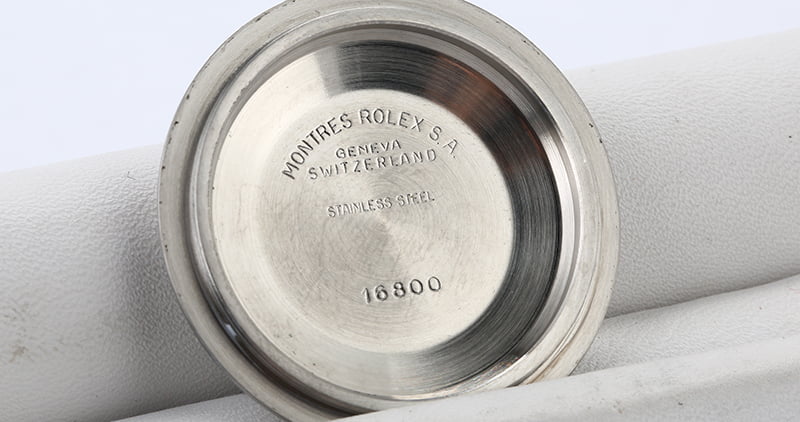 MONTRES ROLEX S.A.
GENEVA
SWITZERLAND
STAINLESS STEEL
16800